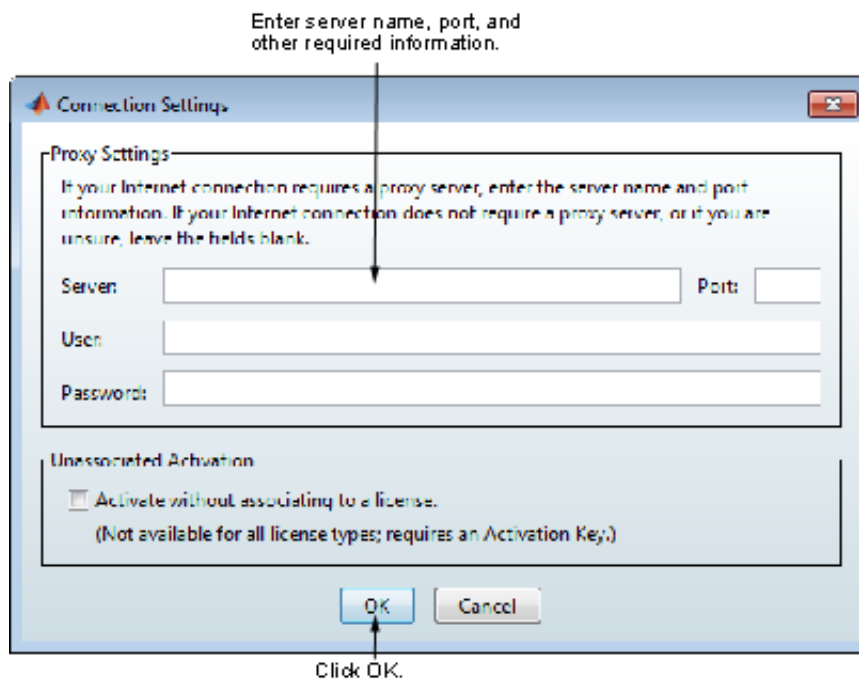 Enter server name, port, and
other required information.
Connection Settings
Proxy Settings
If your Internet connection requires a proxy server, enter the server name and port
information. If your Internet connection does not require a proxy server, or if you are
unsure, leave the fields blank.
Server: Port:
User:
Password:
Unassociated Activation
Activate without associating to a license.
(Not available for all license types; requires an Activation Key.)
OK Cancel
Click OK.